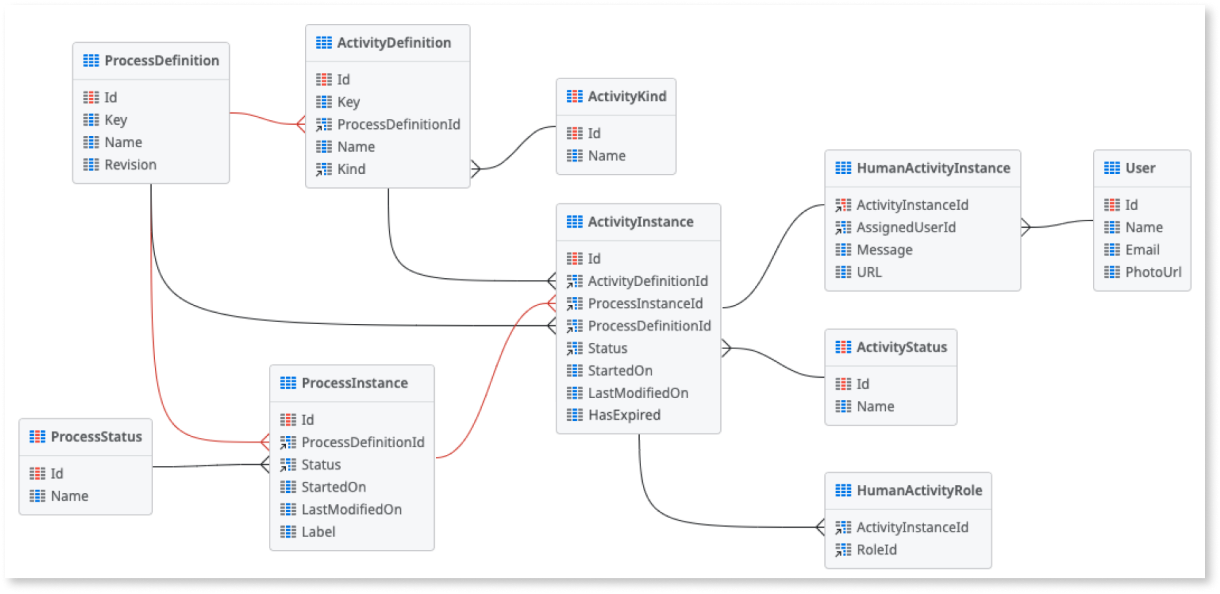 ProcessDefinition
Id
Key
Name
Revision
ActivityDefinition
Id
Key
ProcessDefinitionId
Name
Kind
ActivityKind
Id
Name
HumanActivityInstance
ActivityInstanceId
AssignedUserId
Message
URL
User
Id
Name
Email
PhotoUrl
ActivityInstance
Id
ActivityDefinitionId
ProcessInstanceId
ProcessDefinitionId
Status
StartedOn
LastModifiedOn
HasExpired
ActivityStatus
Id
Name
ProcessInstance
Id
ProcessDefinitionId
Status
StartedOn
LastModifiedOn
Label
ProcessStatus
Id
Name
HumanActivityRole
ActivityInstanceId
RoleId